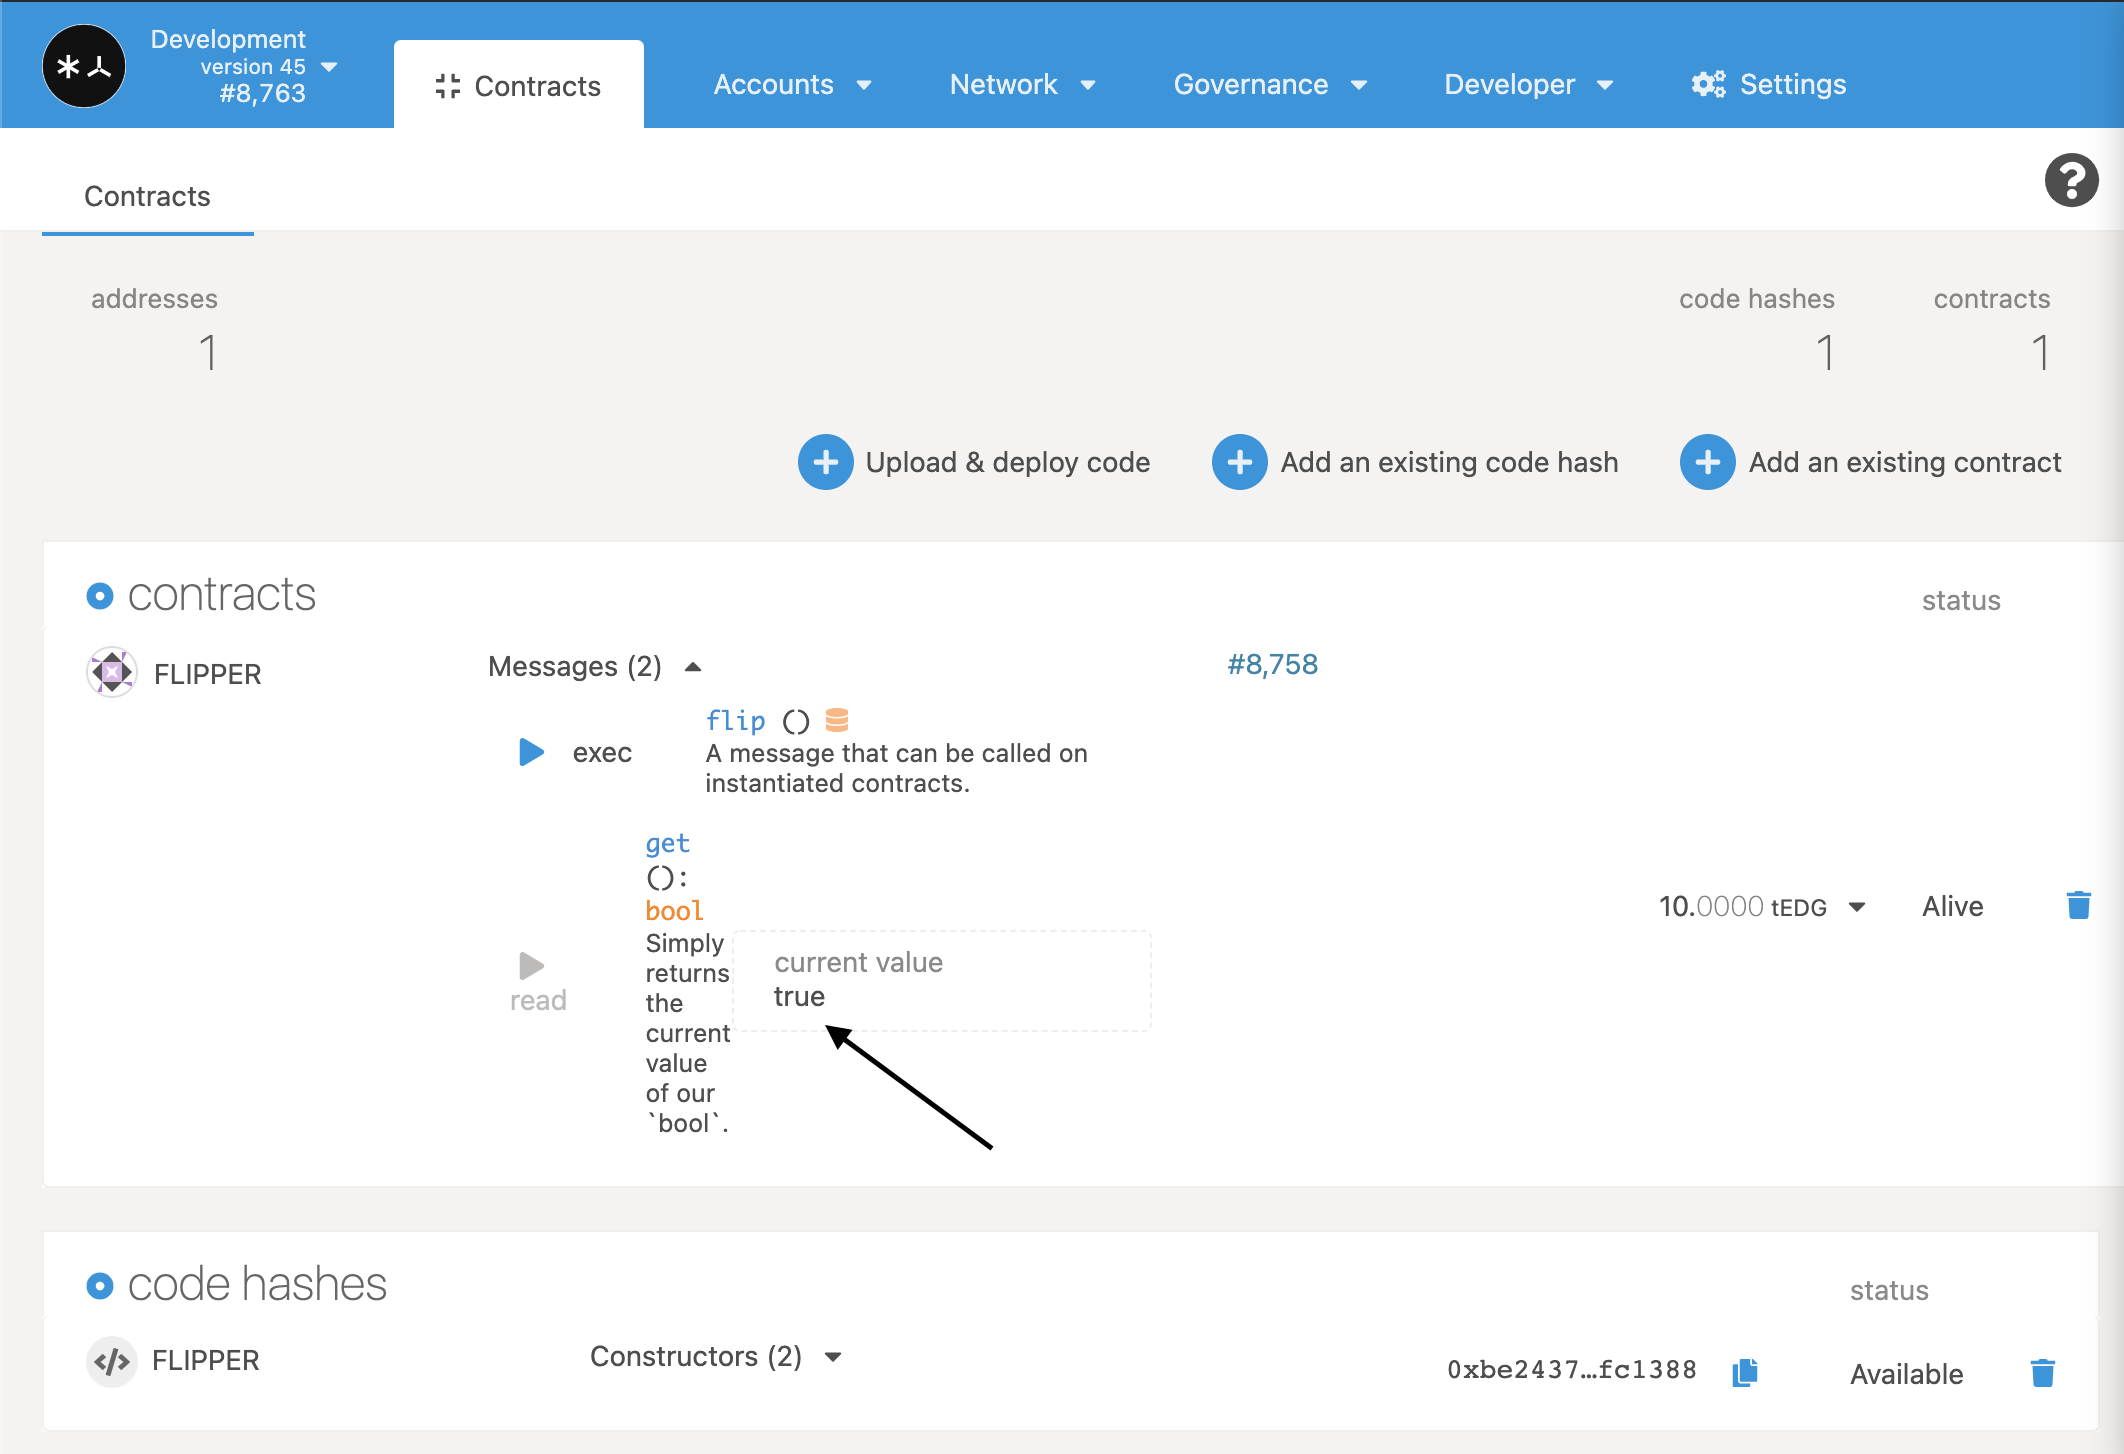 Development
version 45
#8,763
Contracts
Accounts
Network
Governance
Developer
Settings
Contracts
?
addresses
1
code hashes
1
contracts
1
Upload & deploy code
Add an existing code hash
Add an existing contract
contracts
status
FLIPPER
Messages (2)
#8,758
exec
flip ()
A message that can be called on
instantiated contracts.
read
get
():
bool
Simply
returns
the
current
value
of our
`bool`.
current value
true
10.0000 tEDG
Alive
code hashes
status
</> FLIPPER
Constructors (2)
0xbe2437…fc1388
Available